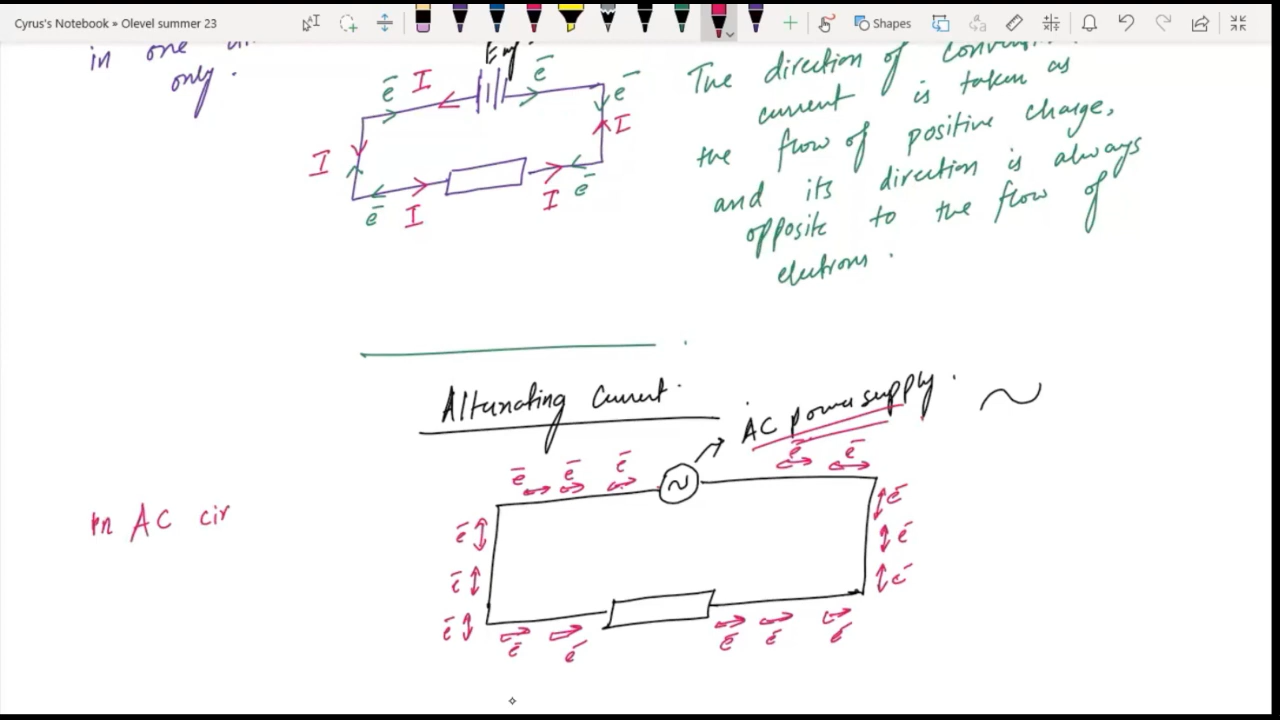 Cyrus's Notebook » Olevel summer 23
Shapes
in one
only.
ē I ē ē
I I
ē I I ē
The direction of
current is taken as
the flow of positive charge,
and its direction is always
opposite to the flow of
electrons.
Alternating Current.
AC power supply.
ē ē ē ē ē
~
In AC cir
ē ē
ē ē
ē ē
ē ē ē ē ē